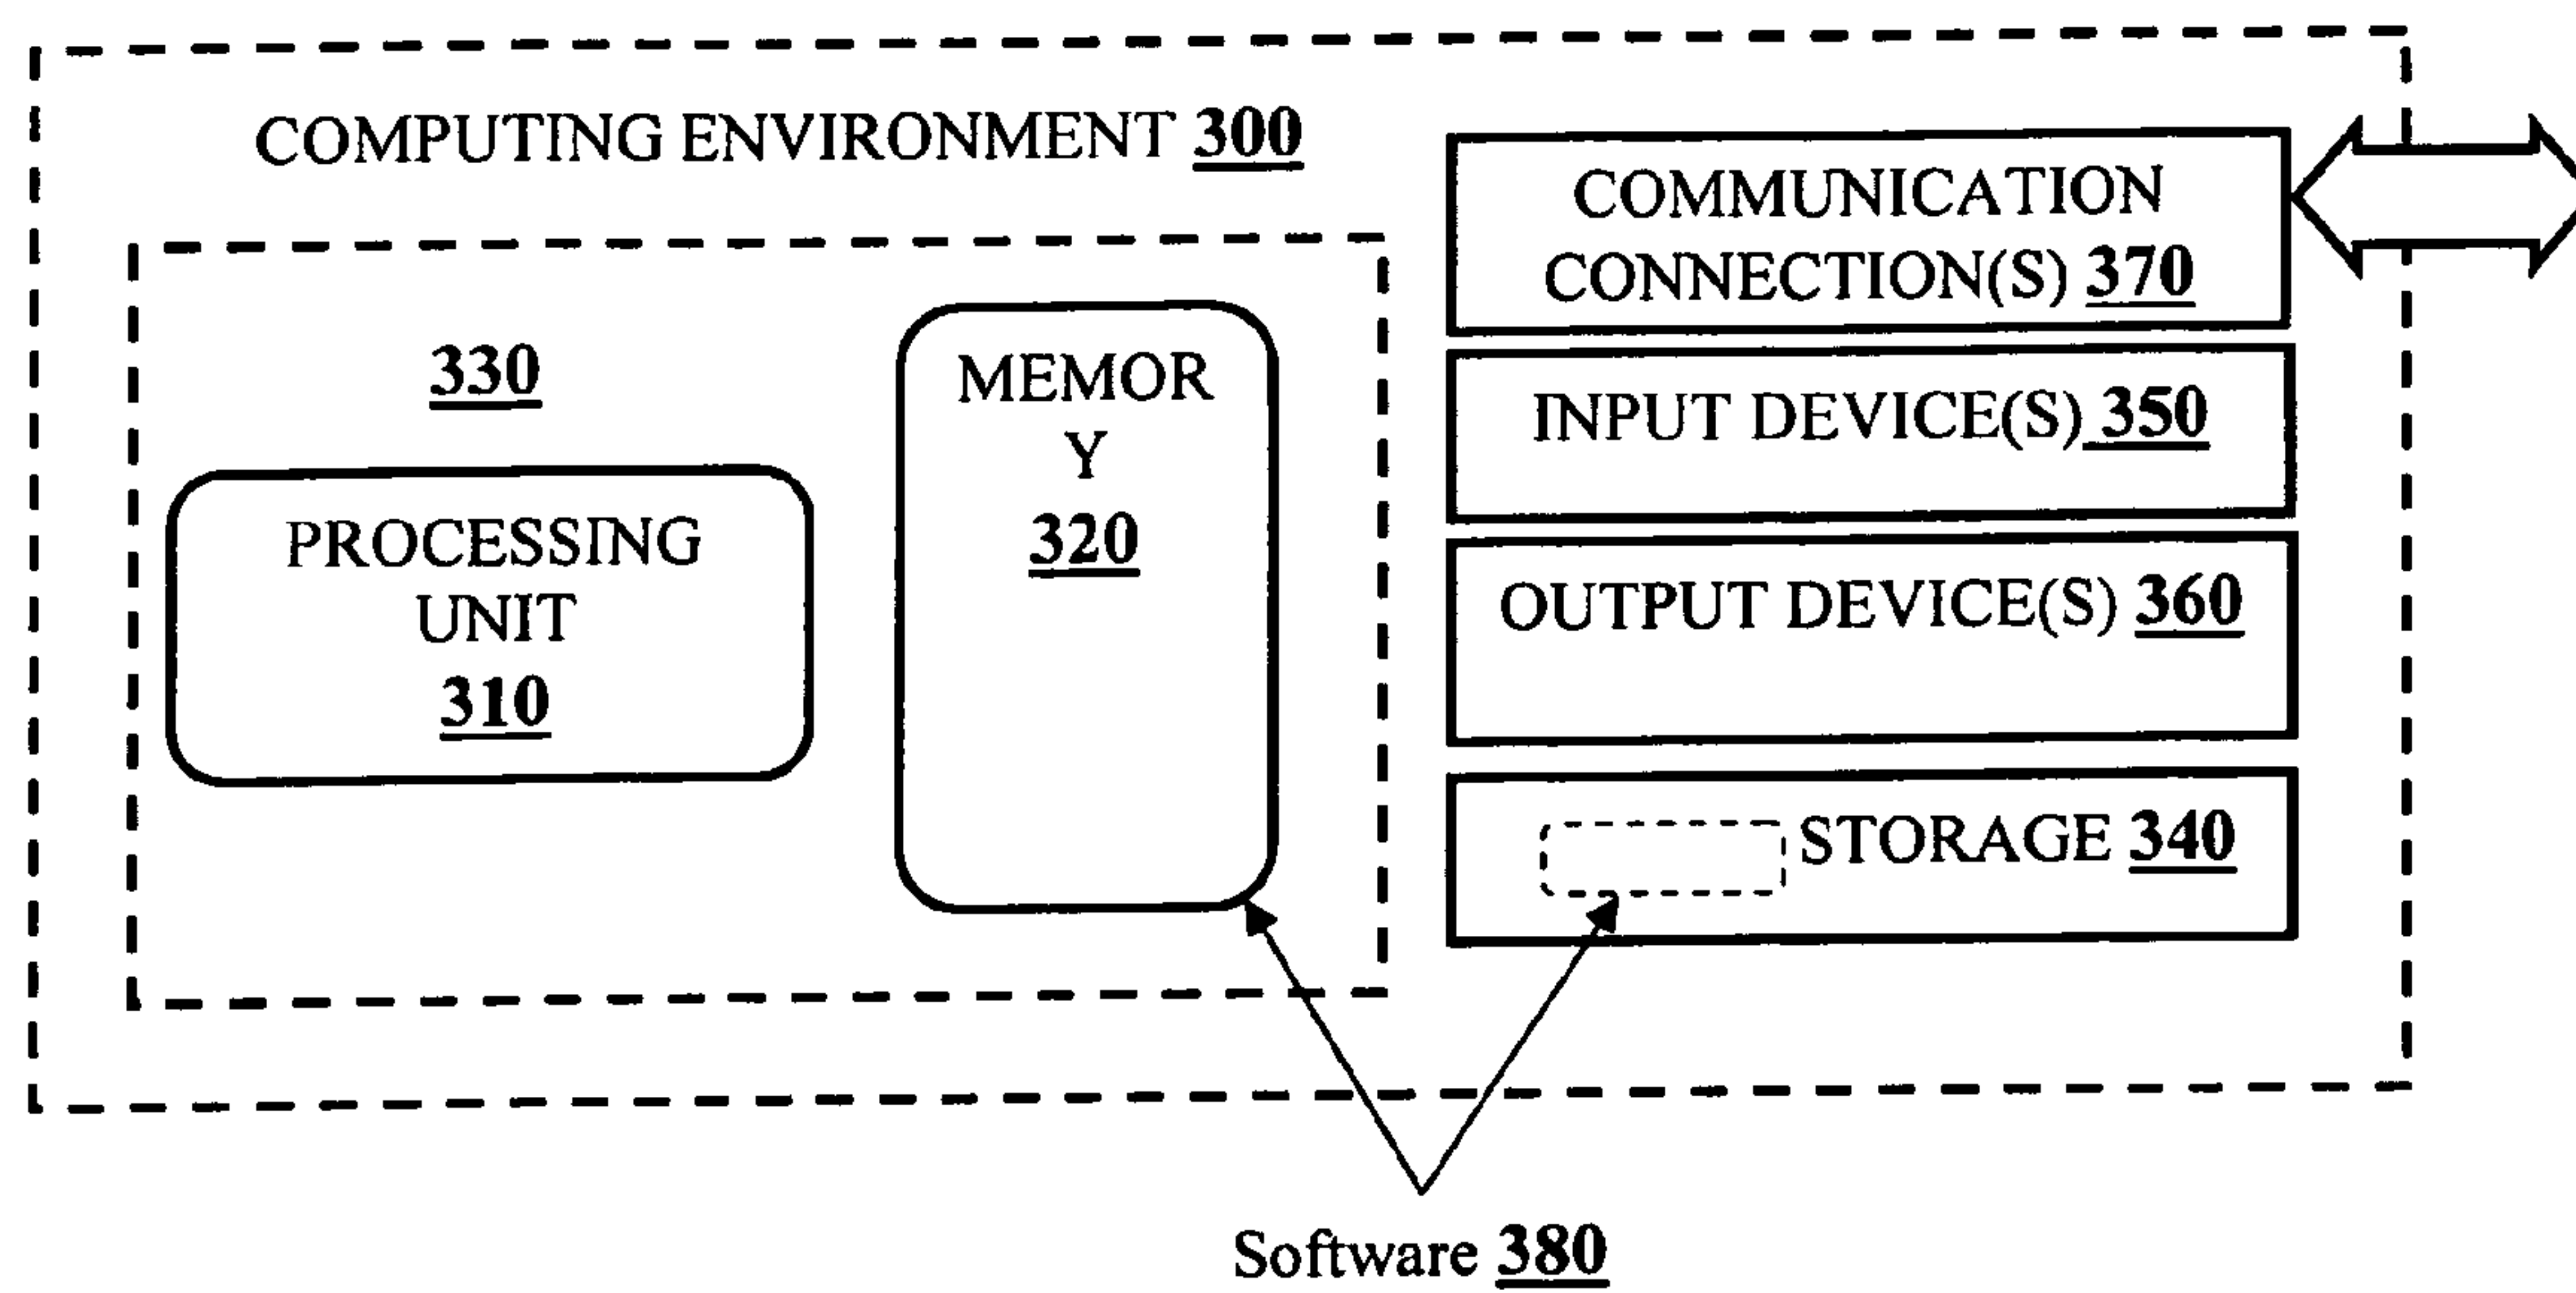 COMPUTING ENVIRONMENT 300
330
PROCESSING
UNIT
310
MEMOR
Y
320
COMMUNICATION
CONNECTION(S) 370
INPUT DEVICE(S) 350
OUTPUT DEVICE(S) 360
STORAGE 340
Software 380